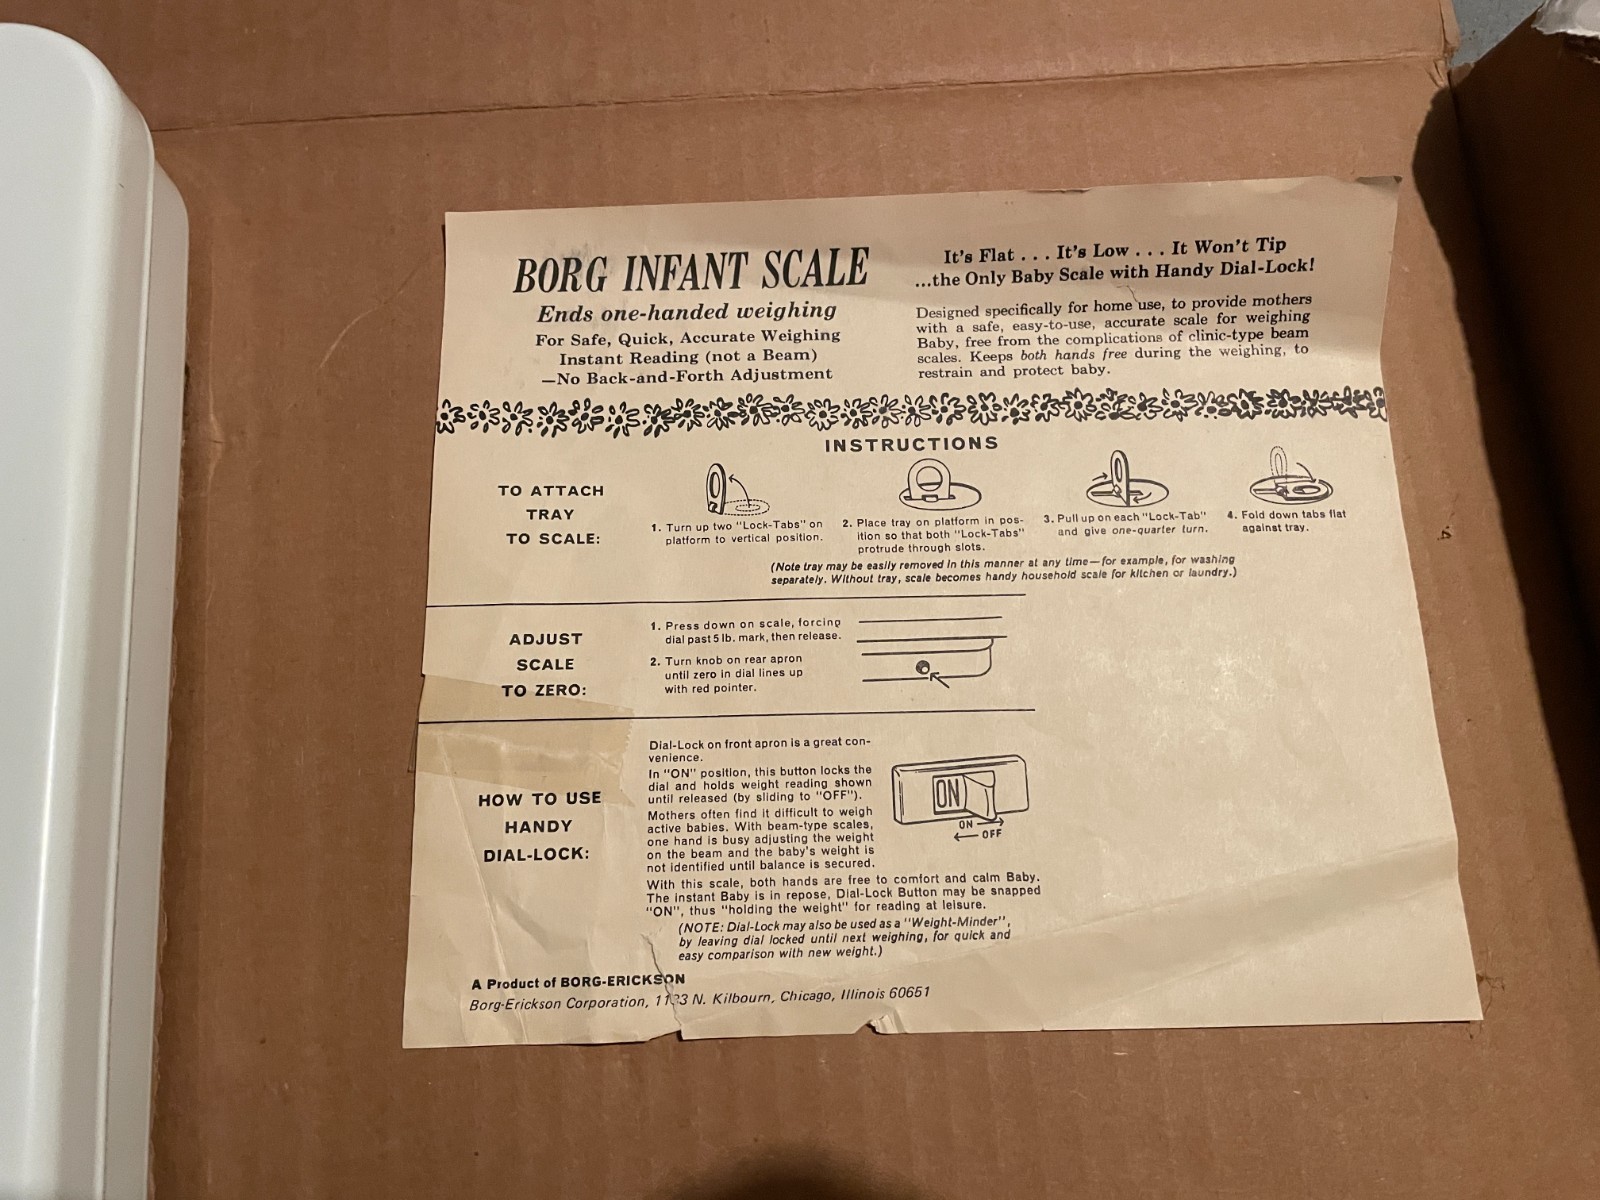 BORG INFANT SCALE
Ends one-handed weighing
For Safe, Quick, Accurate Weighing
Instant Reading (not a Beam)
—No Back-and-Forth Adjustment
It's Flat . . . It's Low . . . It Won't Tip
...the Only Baby Scale with Handy Dial-Lock!
Designed specifically for home use, to provide mothers
with a safe, easy-to-use, accurate scale for weighing
Baby, free from the complications of clinic-type beam
scales. Keeps both hands free during the weighing, to
restrain and protect baby.
INSTRUCTIONS
TO ATTACH
TRAY
TO SCALE:
1. Turn up two "Lock-Tabs" on
platform to vertical position.
2. Place tray on platform in pos-
ition so that both "Lock-Tabs"
protrude through slots.
3. Pull up on each "Lock-Tab"
and give one-quarter turn.
4. Fold down tabs flat
against tray.
(Note tray may be easily removed in this manner at any time—for example, for washing
separately. Without tray, scale becomes handy household scale for kitchen or laundry.)
ADJUST
SCALE
TO ZERO:
1. Press down on scale, forcing
dial past 5 lb. mark, then release.
2. Turn knob on rear apron
until zero in dial lines up
with red pointer.
HOW TO USE
HANDY
DIAL-LOCK:
Dial-Lock on front apron is a great con-
venience.
In "ON" position, this button locks the
dial and holds weight reading shown
until released (by sliding to "OFF").
Mothers often find it difficult to weigh
active babies. With beam-type scales,
one hand is busy adjusting the weight
on the beam and the baby's weight is
not identified until balance is secured.
ON
ON
OFF
With this scale, both hands are free to comfort and calm Baby.
The instant Baby is in repose, Dial-Lock Button may be snapped
"ON", thus "holding the weight" for reading at leisure.
(NOTE: Dial-Lock may also be used as a "Weight-Minder",
by leaving dial locked until next weighing, for quick and
easy comparison with new weight.)
A Product of BORG-ERICKSON
Borg-Erickson Corporation, N. Kilbourn, Chicago, Illinois 60651